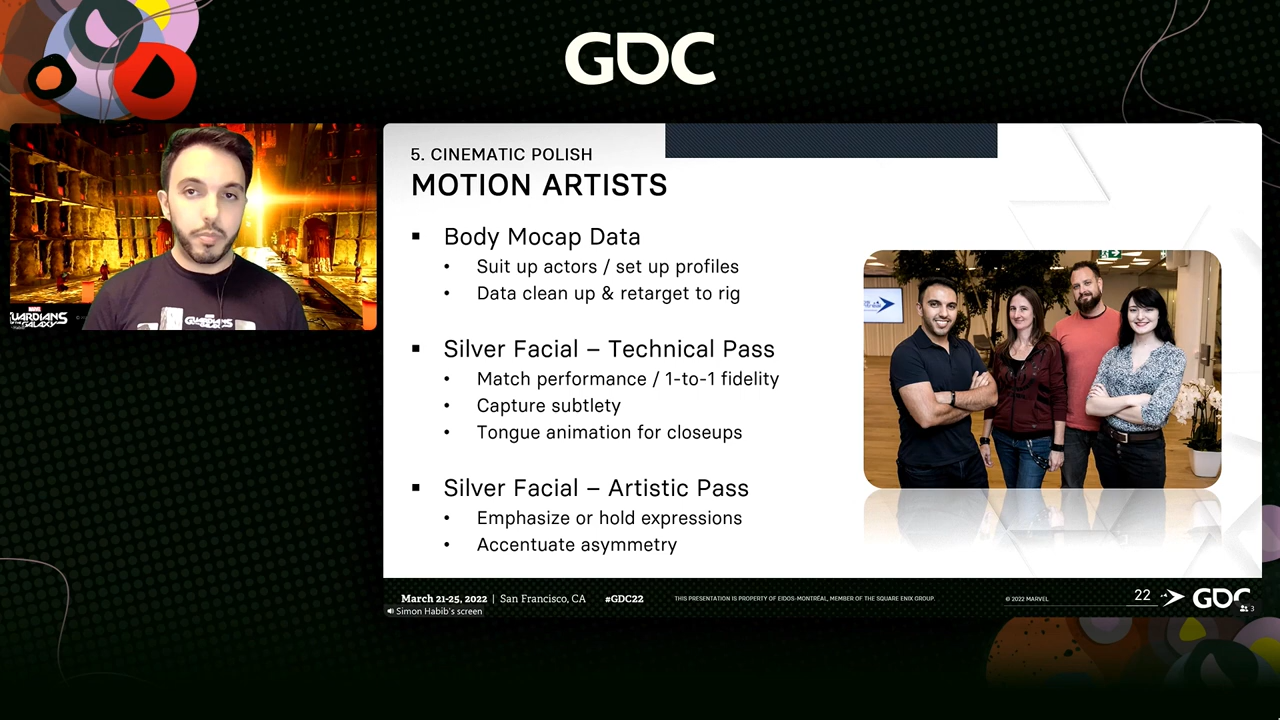 GDC
MARVEL
GUARDIANS
OF THE
GALAXY
5. CINEMATIC POLISH
MOTION ARTISTS
▪ Body Mocap Data
• Suit up actors / set up profiles
• Data clean up & retarget to rig
▪ Silver Facial – Technical Pass
• Match performance / 1-to-1 fidelity
• Capture subtlety
• Tongue animation for closeups
▪ Silver Facial – Artistic Pass
• Emphasize or hold expressions
• Accentuate asymmetry
March 21-25, 2022 | San Francisco, CA #GDC22
THIS PRESENTATION IS PROPERTY OF EIDOS-MONTRÉAL, MEMBER OF THE SQUARE ENIX GROUP.
© 2022 MARVEL
22
GDC
Simon Habib's screen
3